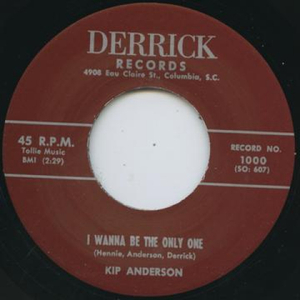 DERRICK
RECORDS
4908 Eau Claire St., Columbia, S.C.
45 R.P.M.
Tollie Music
BMI (2:29)
RECORD NO.
1000
(SO: 607)
I WANNA BE THE ONLY ONE
(Hennie, Anderson, Derrick)
KIP ANDERSON